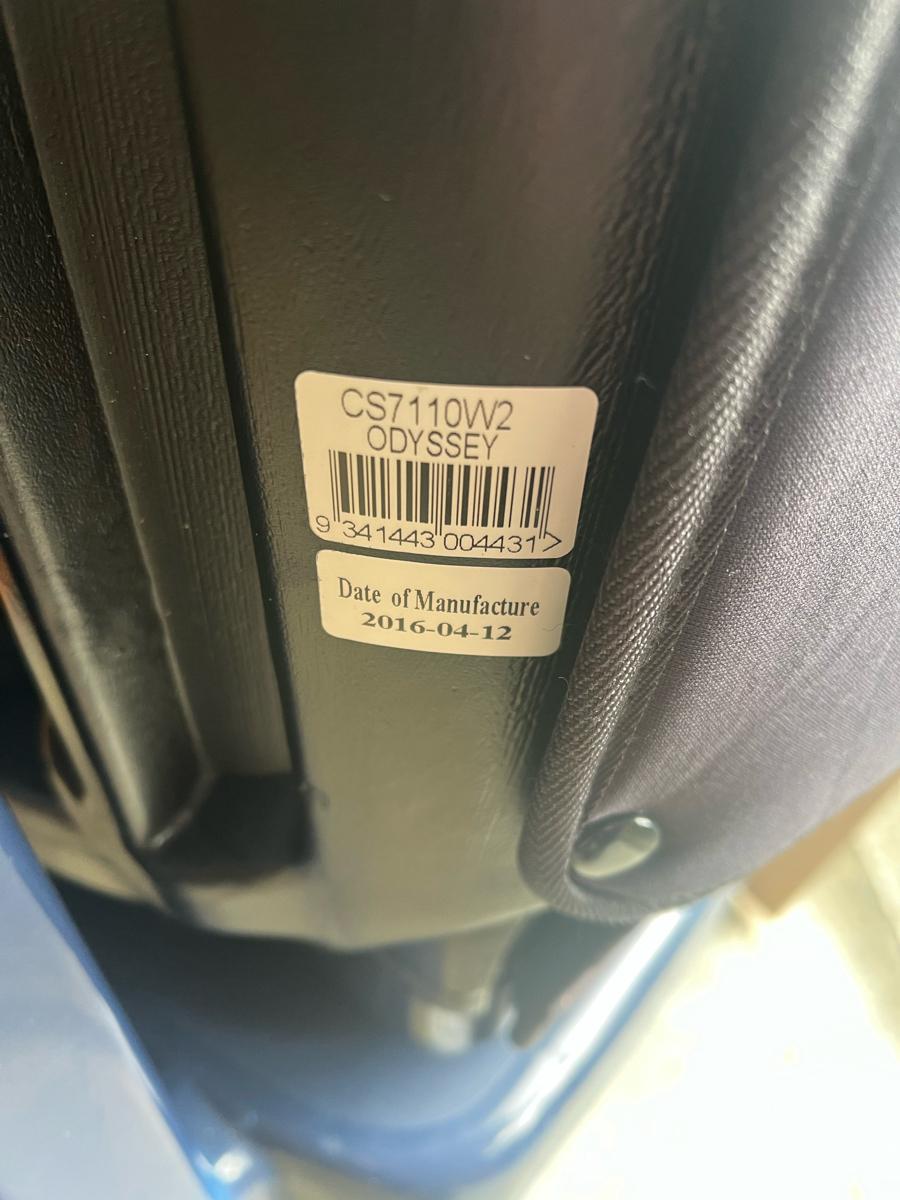 CS7110W2
ODYSSEY
9 341443 004431>
Date of Manufacture
2016-04-12